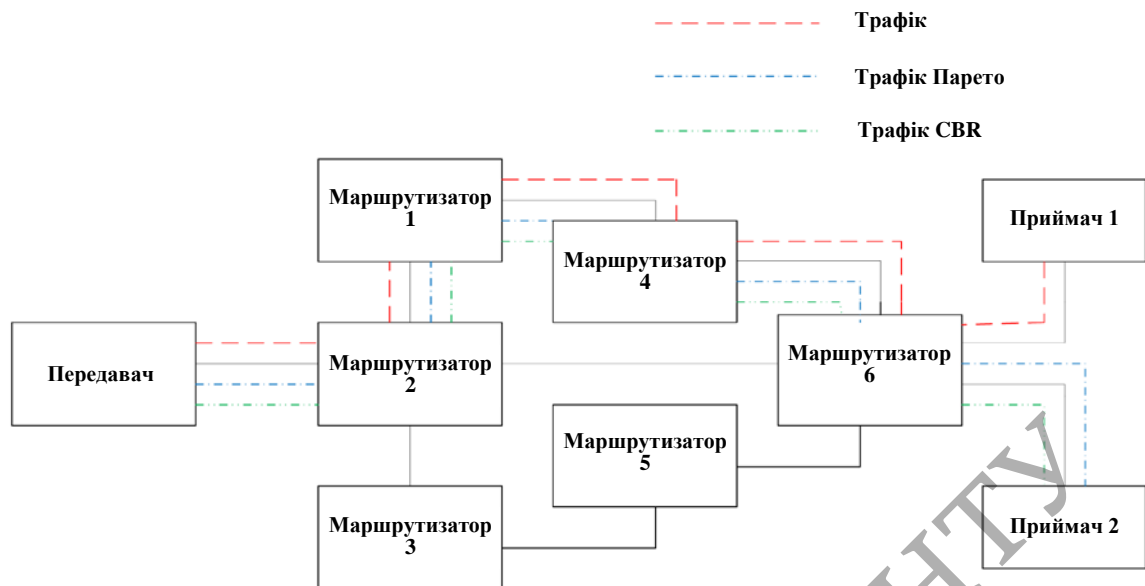 Трафік
Трафік Парето
Трафік CBR
Маршрутизатор
1
Приймач 1
Маршрутизатор
4
Передавач
Маршрутизатор
2
Маршрутизатор
6
Маршрутизатор
5
Маршрутизатор
3
Приймач 2
НТУ